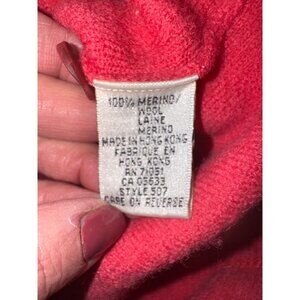 100% MERINO/
WOOL
LAINE
MERINO
MADE IN HONG KONG
FABRIQUE EN
HONG KONG
RN 71051
CA 05633
STYLE 507
CARE ON REVERSE